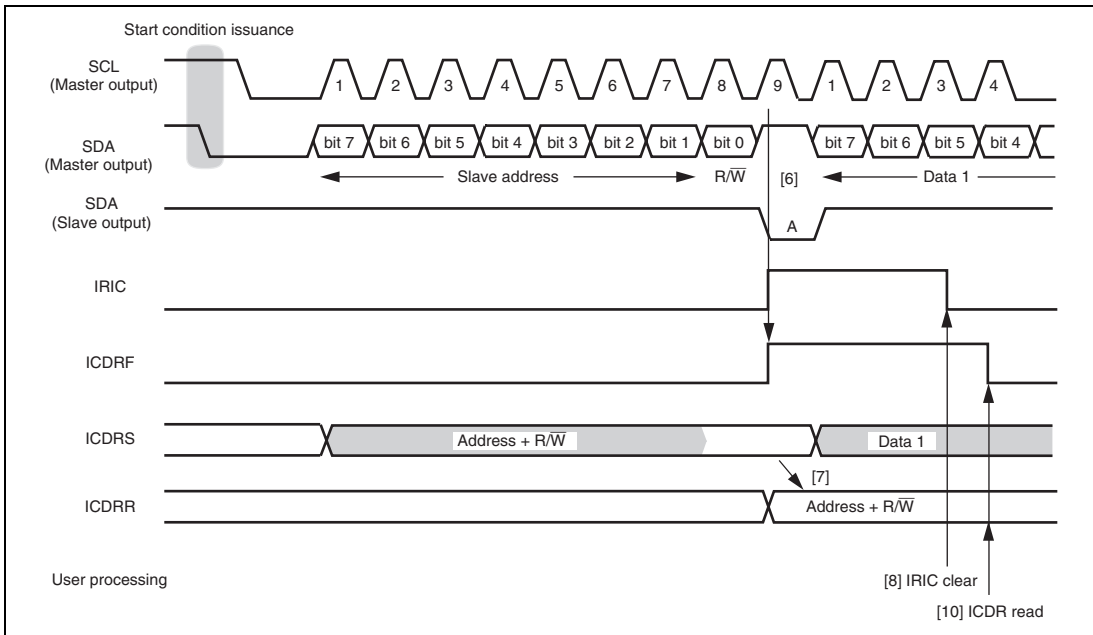 Start condition issuance
SCL
(Master output)
1 2 3 4 5 6 7 8 9 1 2 3 4
SDA
(Master output)
bit 7 bit 6 bit 5 bit 4 bit 3 bit 2 bit 1 bit 0 bit 7 bit 6 bit 5 bit 4
Slave address R/W̅ [6] Data 1
SDA
(Slave output)
A
IRIC
ICDRF
ICDRS
Address + R/W̅ Data 1
[7]
ICDRR
Address + R/W̅
User processing
[8] IRIC clear
[10] ICDR read